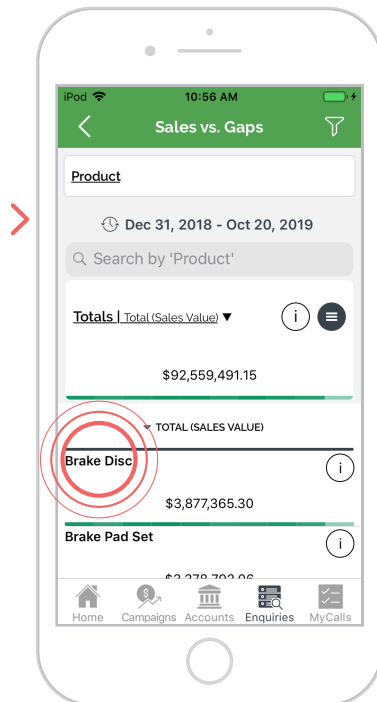 iPod 10:56 AM
Sales vs. Gaps
Product
Dec 31, 2018 - Oct 20, 2019
Search by 'Product'
Totals | Total (Sales Value) ▼ i
$92,559,491.15
TOTAL (SALES VALUE)
Brake Disc i
$3,877,365.30
Brake Pad Set i
$ Home Campaigns Accounts Enquiries MyCalls